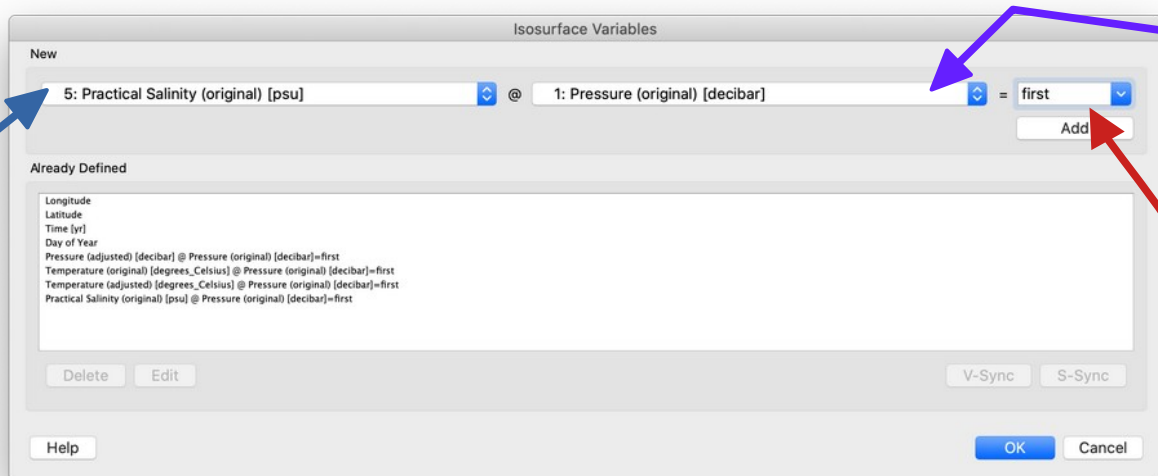 Isosurface Variables
New
5: Practical Salinity (original) [psu] @ 1: Pressure (original) [decibar] = first
Add
Already Defined
Longitude
Latitude
Time [yr]
Day of Year
Pressure (adjusted) [decibar] @ Pressure (original) [decibar]=first
Temperature (original) [degrees_Celsius] @ Pressure (original) [decibar]=first
Temperature (adjusted) [degrees_Celsius] @ Pressure (original) [decibar]=first
Practical Salinity (original) [psu] @ Pressure (original) [decibar]=first
Delete Edit V-Sync S-Sync
Help OK Cancel